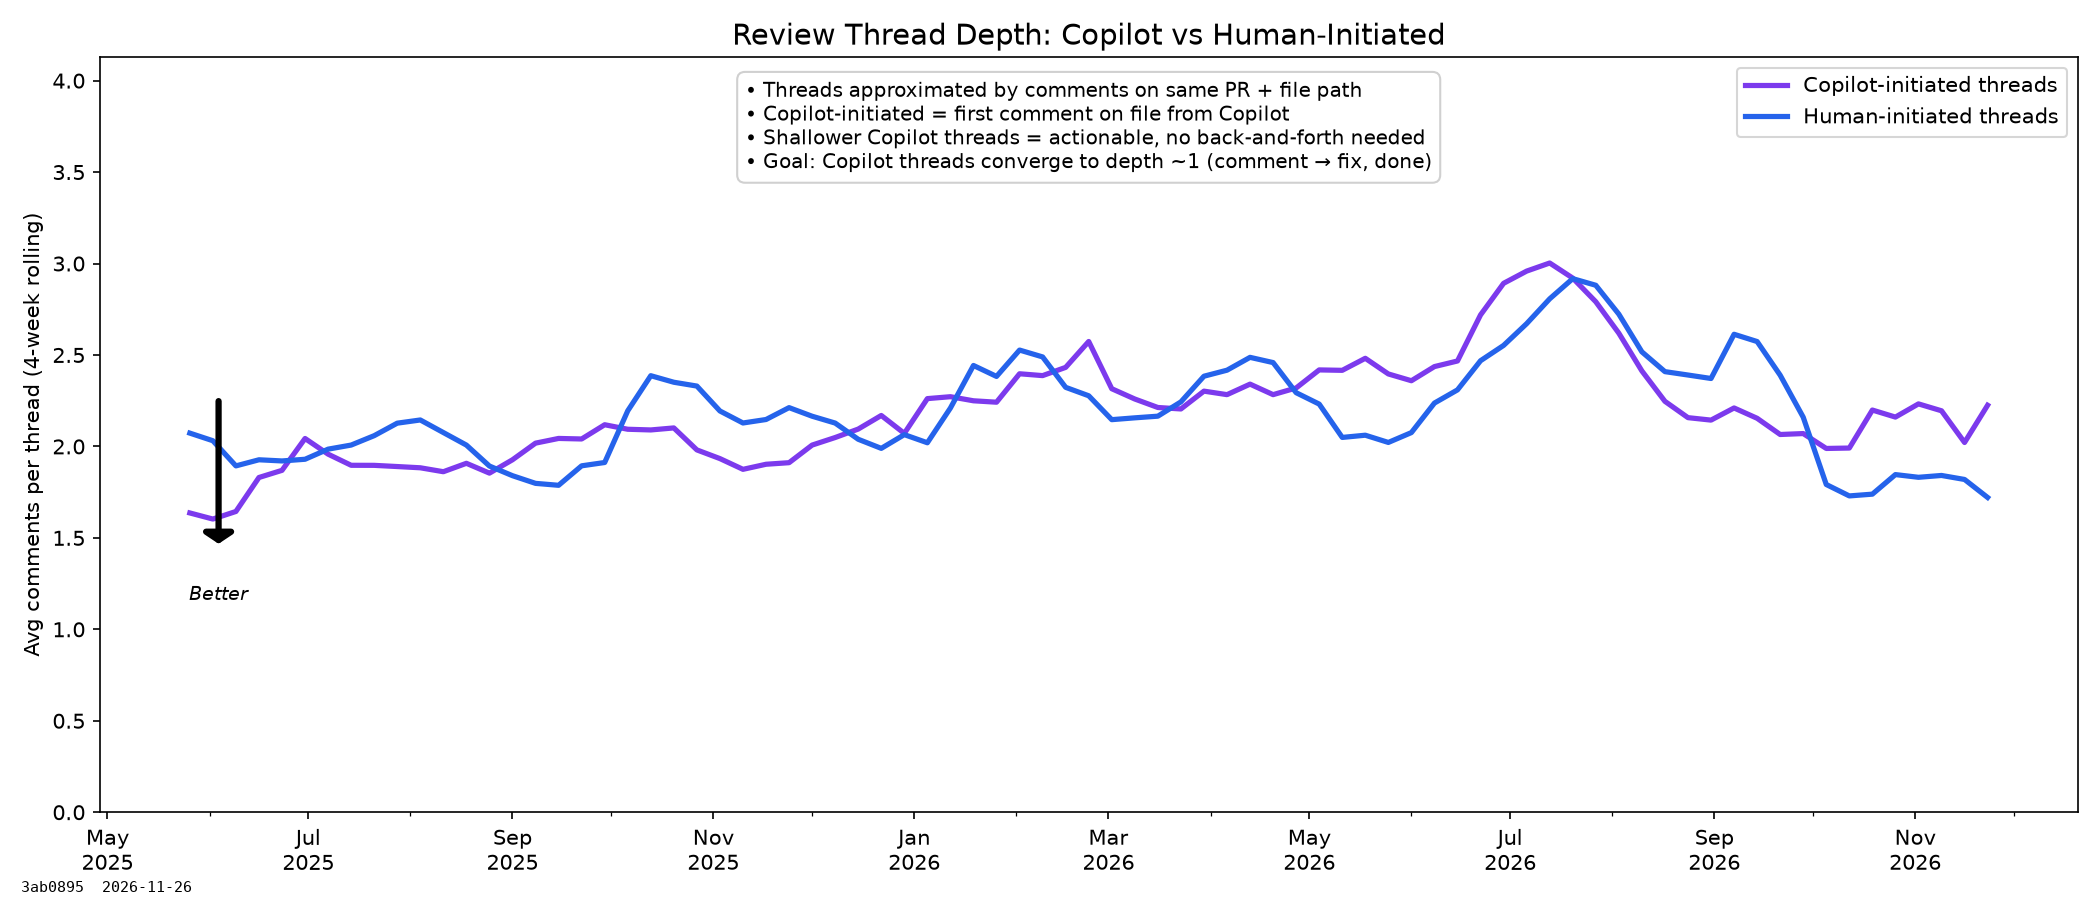 Review Thread Depth: Copilot vs Human-Initiated
• Threads approximated by comments on same PR + file path
• Copilot-initiated = first comment on file from Copilot
• Shallower Copilot threads = actionable, no back-and-forth needed
• Goal: Copilot threads converge to depth ~1 (comment → fix, done)
Copilot-initiated threads
Human-initiated threads
Avg comments per thread (4-week rolling)
4.0
3.5
3.0
2.5
2.0
1.5
1.0
0.5
0.0
Better
May
2025
Jul
2025
Sep
2025
Nov
2025
Jan
2026
Mar
2026
May
2026
Jul
2026
Sep
2026
Nov
2026
3ab0895  2026-11-26